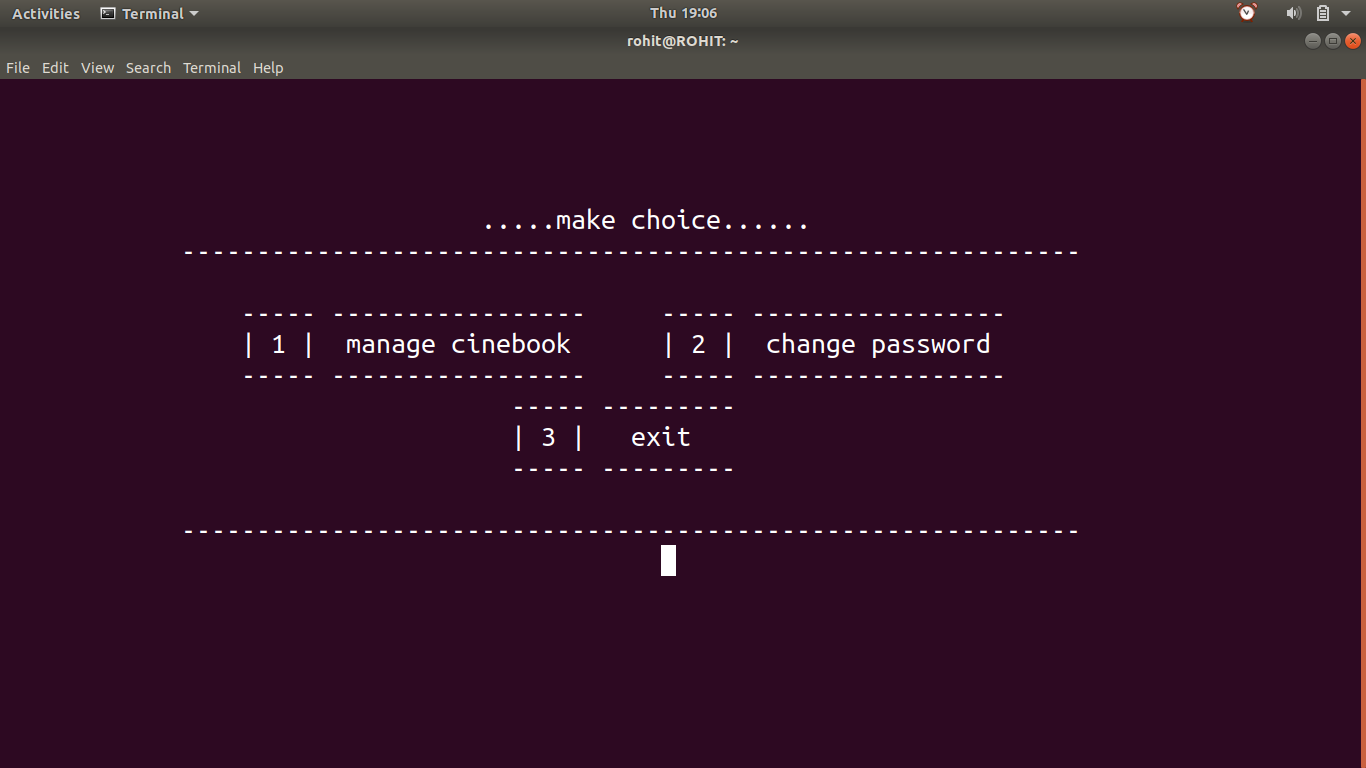 Activities Terminal Thu 19:06
rohit@ROHIT: ~
File Edit View Search Terminal Help
.....make choice......
------------------------------------------------------------
----- ----------------- ----- -----------------
| 1 | manage cinebook | 2 | change password
----- ----------------- ----- -----------------
----- ---------
| 3 | exit
----- ---------
------------------------------------------------------------